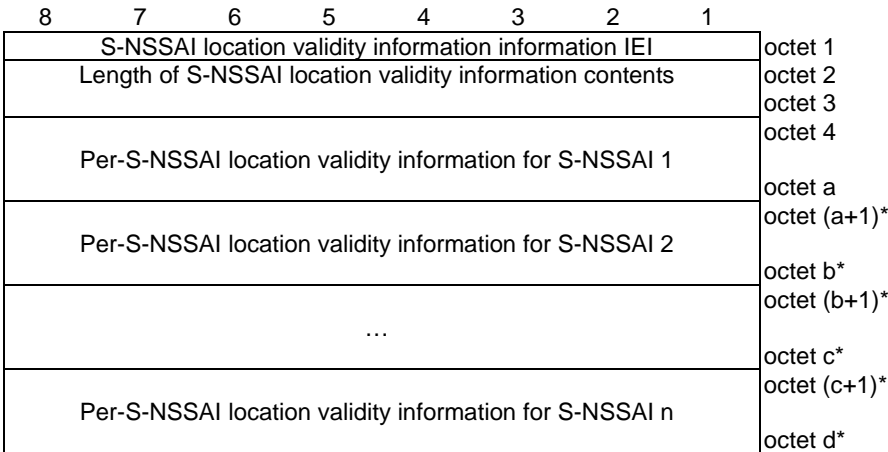 8 7 6 5 4 3 2 1
S-NSSAI location validity information information IEI octet 1
Length of S-NSSAI location validity information contents octet 2
octet 3
octet 4
Per-S-NSSAI location validity information for S-NSSAI 1
octet a
octet (a+1)*
Per-S-NSSAI location validity information for S-NSSAI 2
octet b*
octet (b+1)*
…
octet c*
octet (c+1)*
Per-S-NSSAI location validity information for S-NSSAI n
octet d*